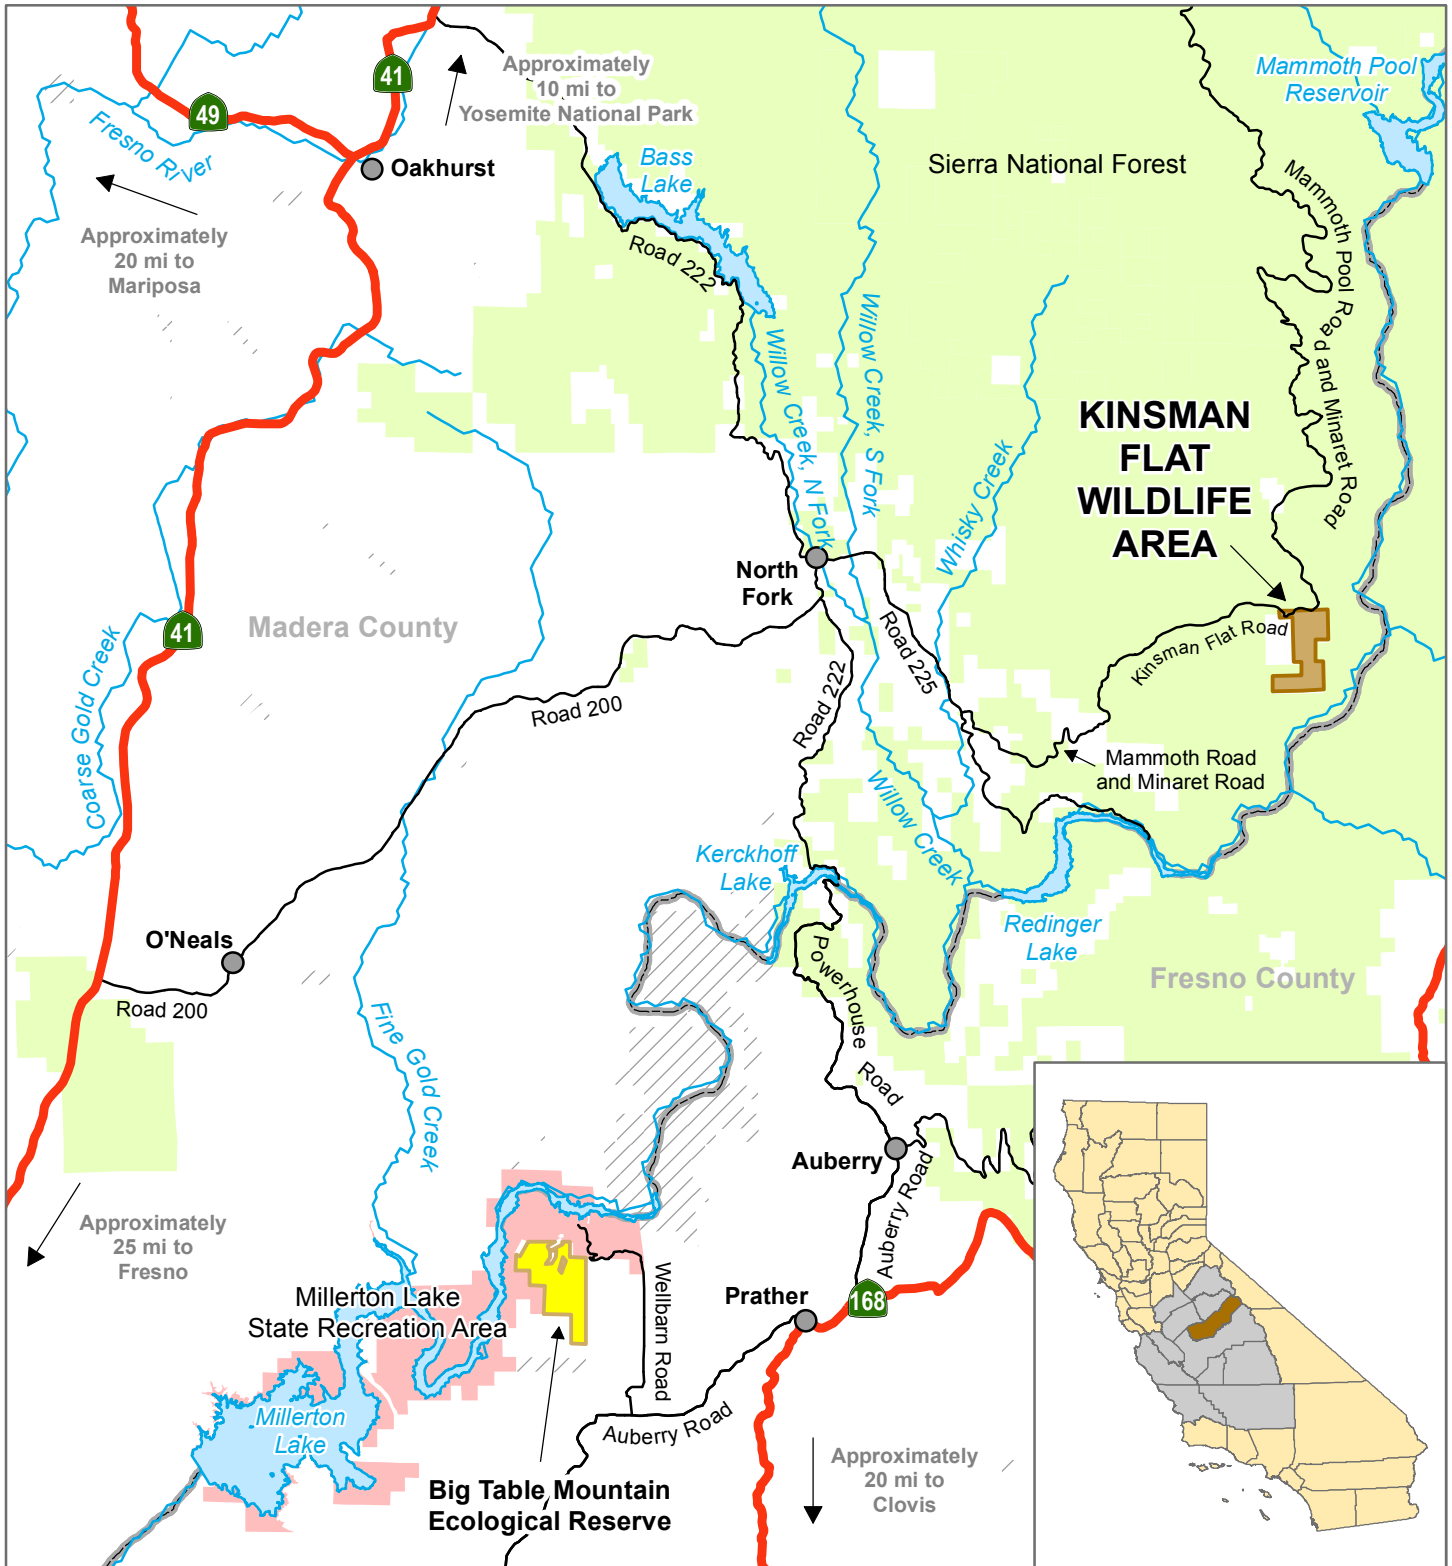 Approximately
10 mi to
Yosemite National Park
41
49
Fresno River
Oakhurst
Approximately
20 mi to
Mariposa
Bass
Lake
Road 222
Sierra National Forest
Mammoth Pool
Reservoir
Mammoth Pool Road and Minaret Road
Willow Creek, N Fork
Willow Creek, S Fork
Whisky Creek
KINSMAN
FLAT
WILDLIFE
AREA
North
Fork
Madera County
41
Coarse Gold Creek
Road 200
Road 222
Road 225
Kinsman Flat Road
Mammoth Road
and Minaret Road
Willow Creek
Kerckhoff
Lake
Redinger
Lake
Fresno County
O'Neals
Road 200
Powerhouse
Road
Fine Gold Creek
Auberry
Auberry Road
Approximately
25 mi to
Fresno
Millerton Lake
State Recreation Area
Wellbarn Road
Prather
168
Millerton
Lake
Auberry Road
Big Table Mountain
Ecological Reserve
Approximately
20 mi to
Clovis